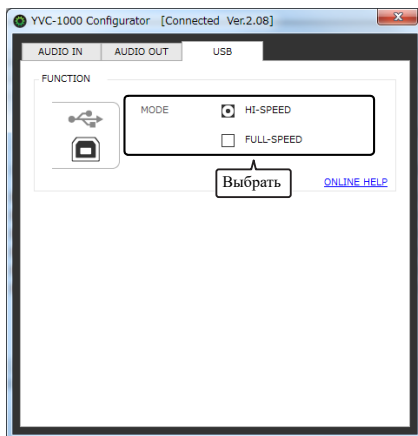 YVC-1000 Configurator [Connected Ver.2.08]
AUDIO IN AUDIO OUT USB
FUNCTION
MODE HI-SPEED
FULL-SPEED
Выбрать
ONLINE HELP